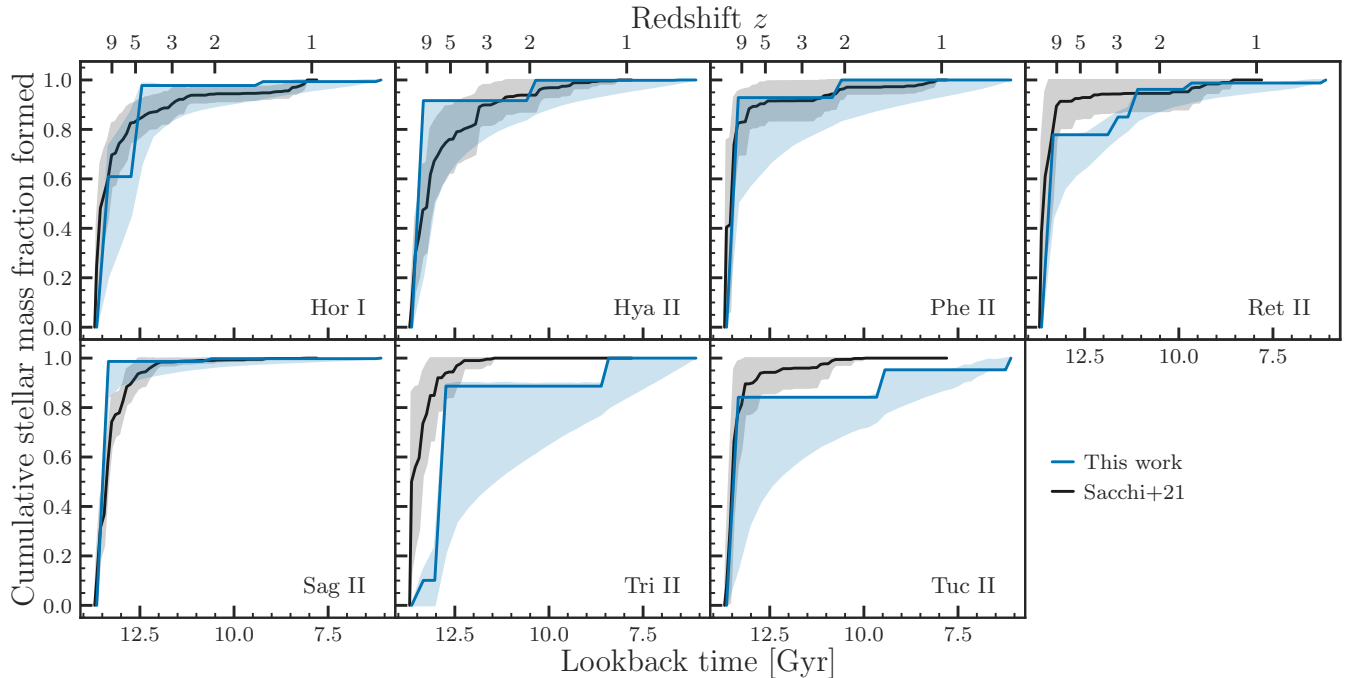 Redshift z
9 5 3 2 1 9 5 3 2 1 9 5 3 2 1 9 5 3 2 1
Cumulative stellar mass fraction formed
1.0
0.8
0.6
0.4
0.2
0.0
Hor I Hya II Phe II Ret II
12.5 10.0 7.5
1.0
0.8
0.6
0.4
0.2
0.0
This work
Sacchi+21
Sag II Tri II Tuc II
12.5 10.0 7.5 12.5 10.0 7.5 12.5 10.0 7.5
Lookback time [Gyr]